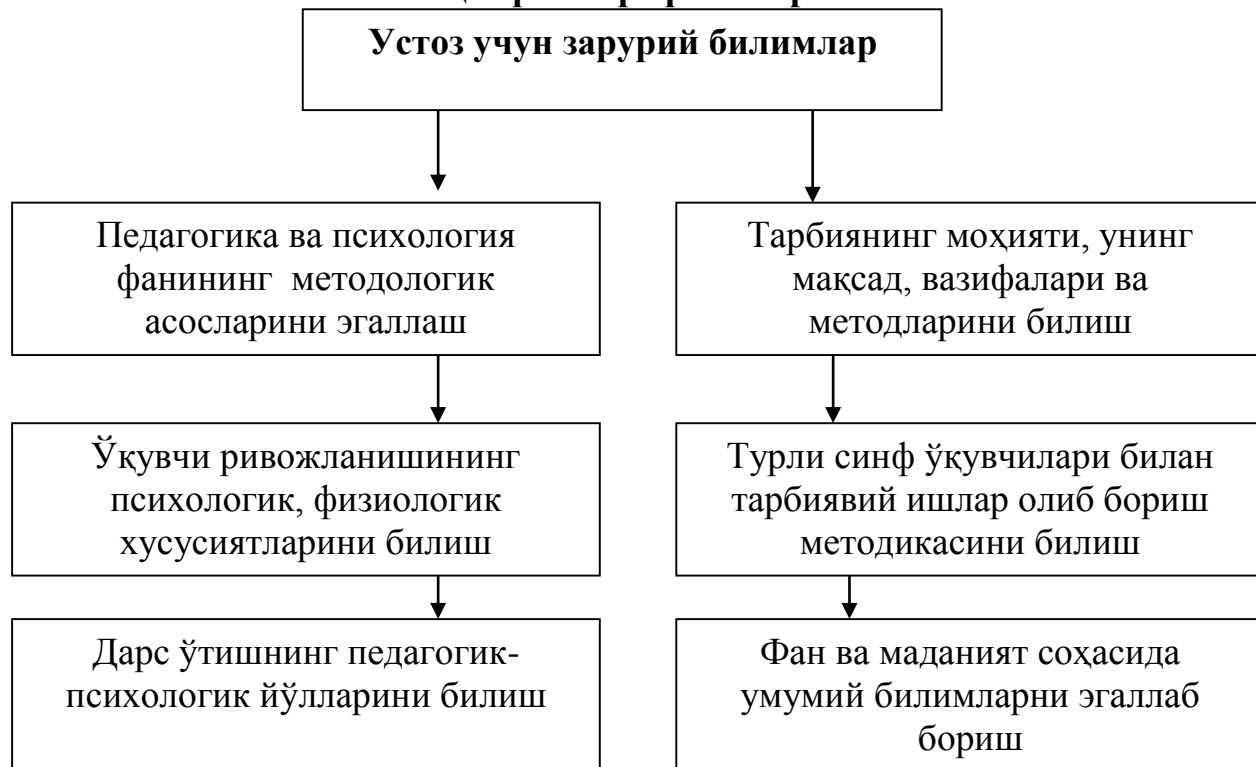 Устоз учун зарурий билимлар
Педагогика ва психология
фанининг методологик
асосларини эгаллаш
Ўқувчи ривожланишининг
психологик, физиологик
хусусиятларини билиш
Дарс ўтишнинг педагогик-
психологик йўлларини билиш
Тарбиянинг моҳияти, унинг
мақсад, вазифалари ва
методларини билиш
Турли синф ўқувчилари билан
тарбиявий ишлар олиб бориш
методикасини билиш
Фан ва маданият соҳасида
умумий билимларни эгаллаб
бориш